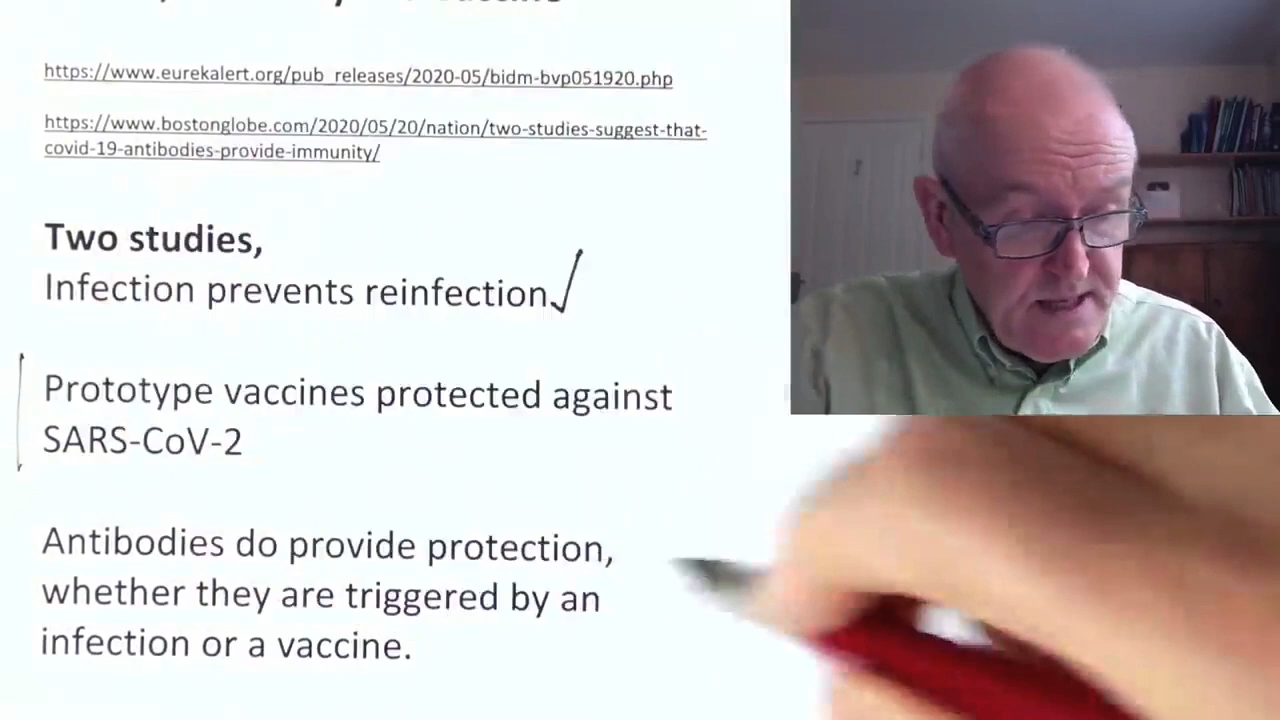 https://www.eurekalert.org/pub_releases/2020-05/bidm-bvp051920.php
https://www.bostonglobe.com/2020/05/20/nation/two-studies-suggest-that-
covid-19-antibodies-provide-immunity/
Two studies,
Infection prevents reinfection
Prototype vaccines protected against
SARS-CoV-2
Antibodies do provide protection,
whether they are triggered by an
infection or a vaccine.